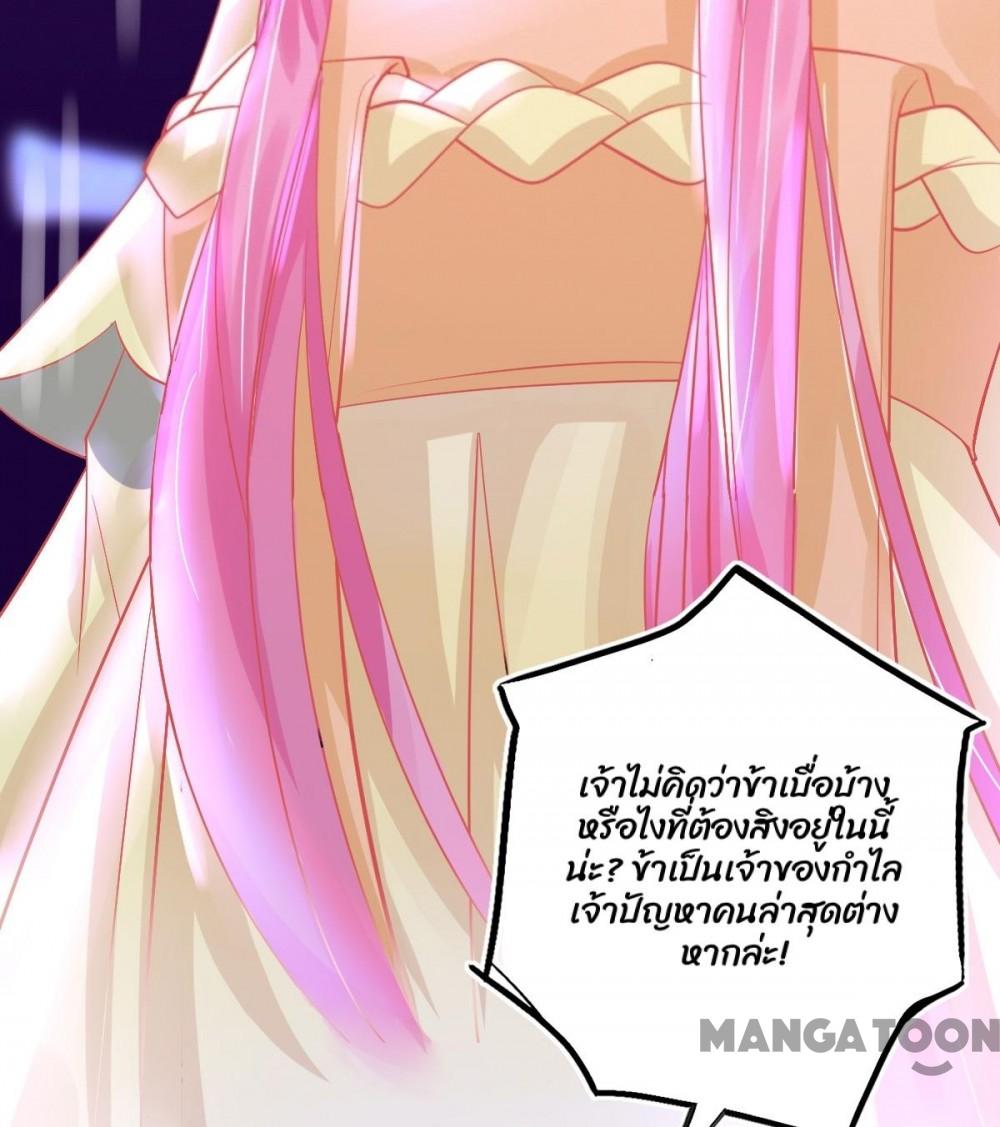 เจ้าไม่คิดว่าข้าเบื่อบ้าง
หรือไงที่ต้องสิงอยู่ในนี้
น่ะ? ข้าเป็นเจ้าของกำไล
เจ้าปัญหาคนล่าสุดต่าง
หากล่ะ!
MANGATOON